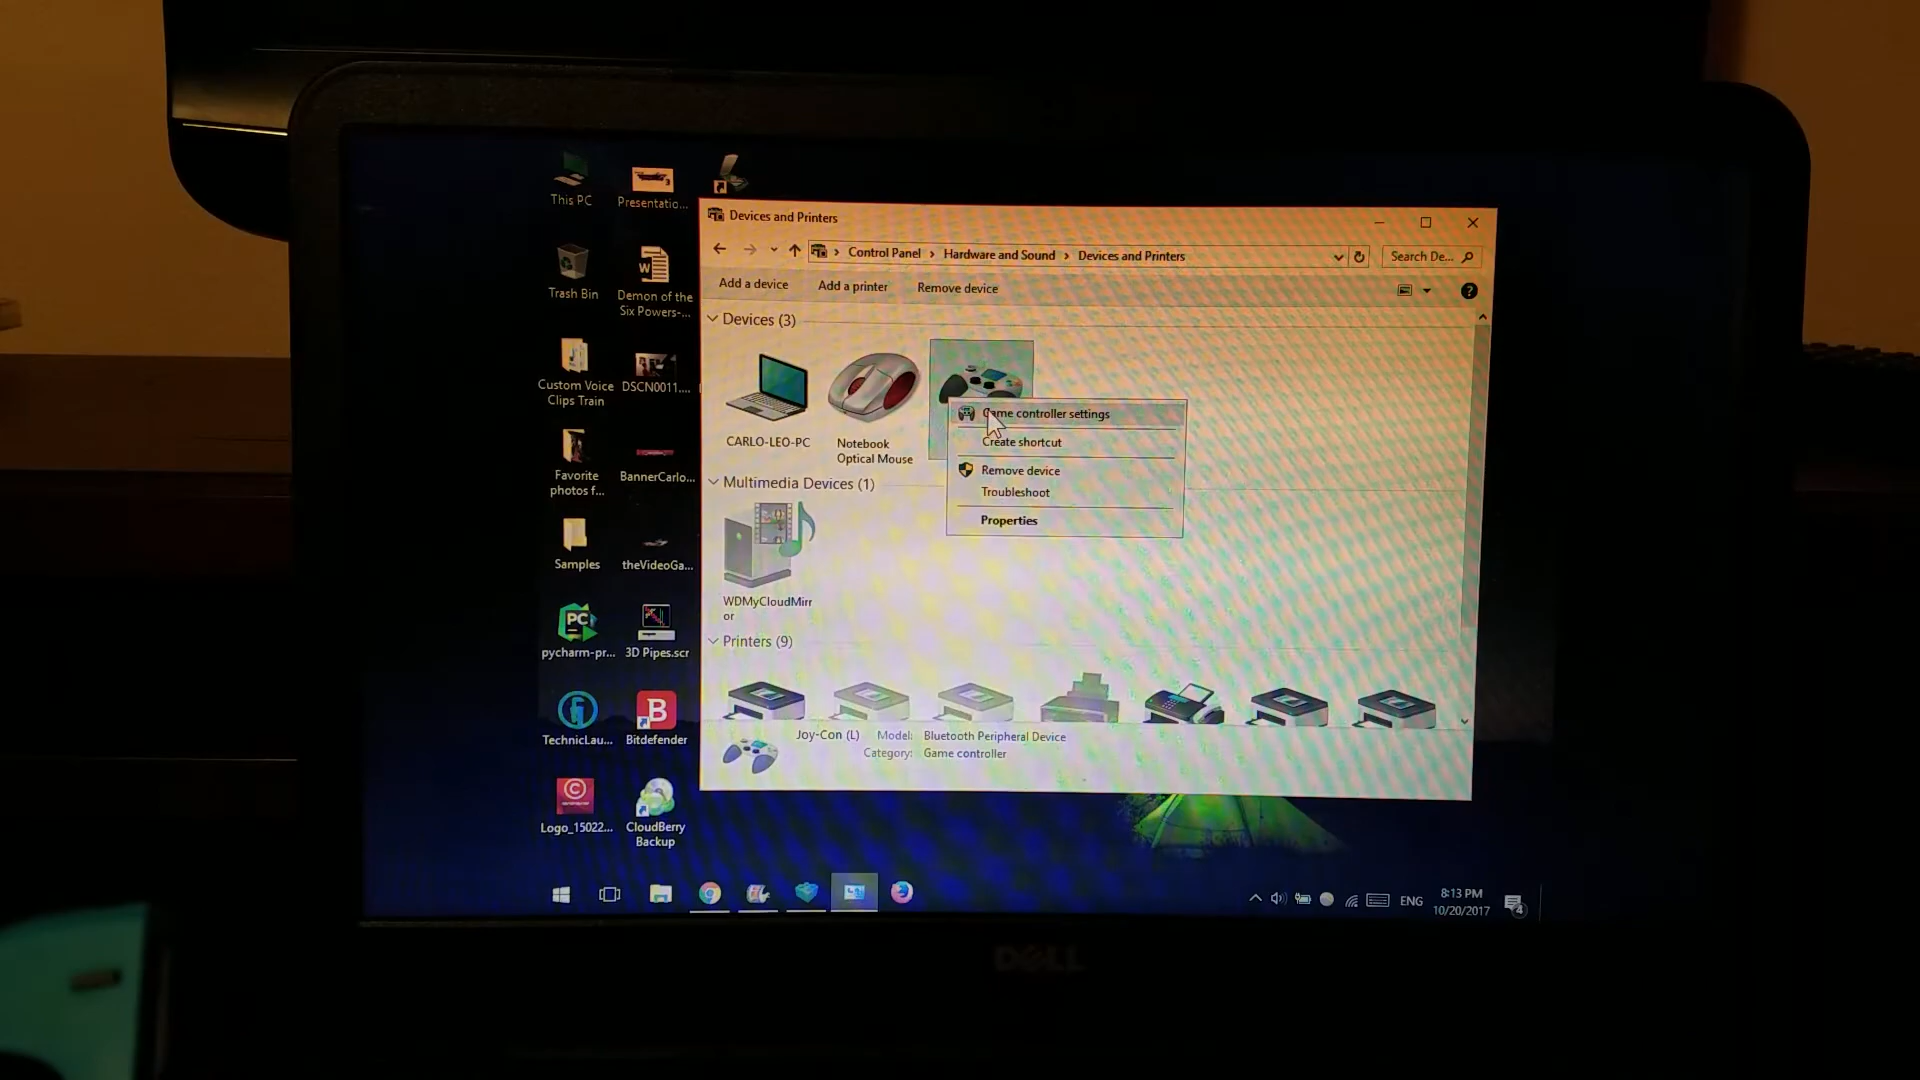 This PC
Presentatio...
Trash Bin
Demon of the
Six Powers-...
Custom Voice
Clips Train
DSCN0011....
Favorite
photos f...
BannerCarlo...
Samples
theVideoGa...
PC
pycharm-pr...
3D Pipes.scr
B
TechnicLau...
Bitdefender
Logo_15022...
CloudBerry
Backup
Devices and Printers
Control Panel > Hardware and Sound > Devices and Printers
Search De...
Add a device
Add a printer
Remove device
Devices (3)
CARLO-LEO-PC
Notebook
Optical Mouse
Game controller settings
Create shortcut
Remove device
Troubleshoot
Properties
Multimedia Devices (1)
WDMyCloudMirr
or
Printers (9)
Joy-Con (L)
Model: Bluetooth Peripheral Device
Category: Game controller
ENG
8:13 PM
10/20/2017
4
DELL